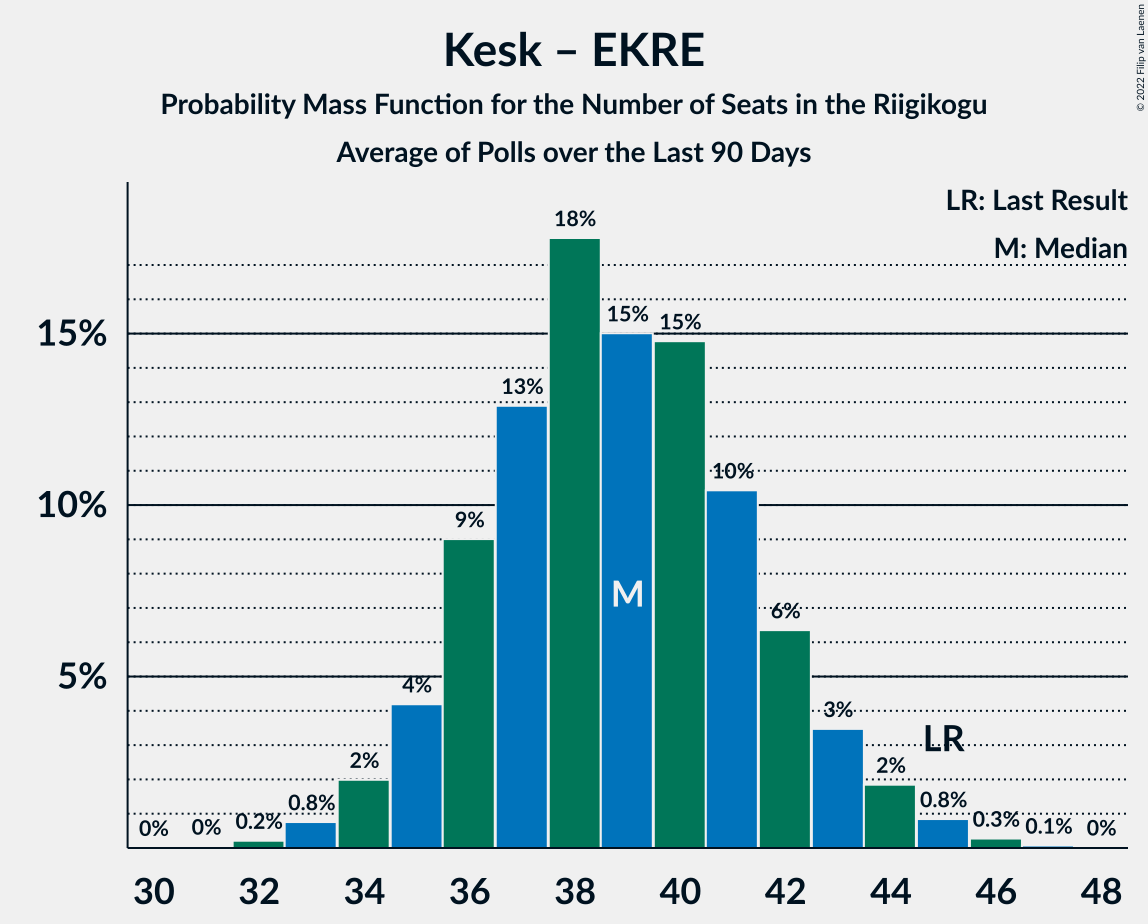 Kesk – EKRE
Probability Mass Function for the Number of Seats in the Riigikogu
Average of Polls over the Last 90 Days
© 2022 Filip van Laenen
LR: Last Result
M: Median
15%
10%
5%
0%
0%
0.2%
0.8%
2%
4%
9%
13%
18%
15%
15%
10%
6%
3%
2%
0.8%
0.3%
0.1%
0%
M
LR
30 32 34 36 38 40 42 44 46 48